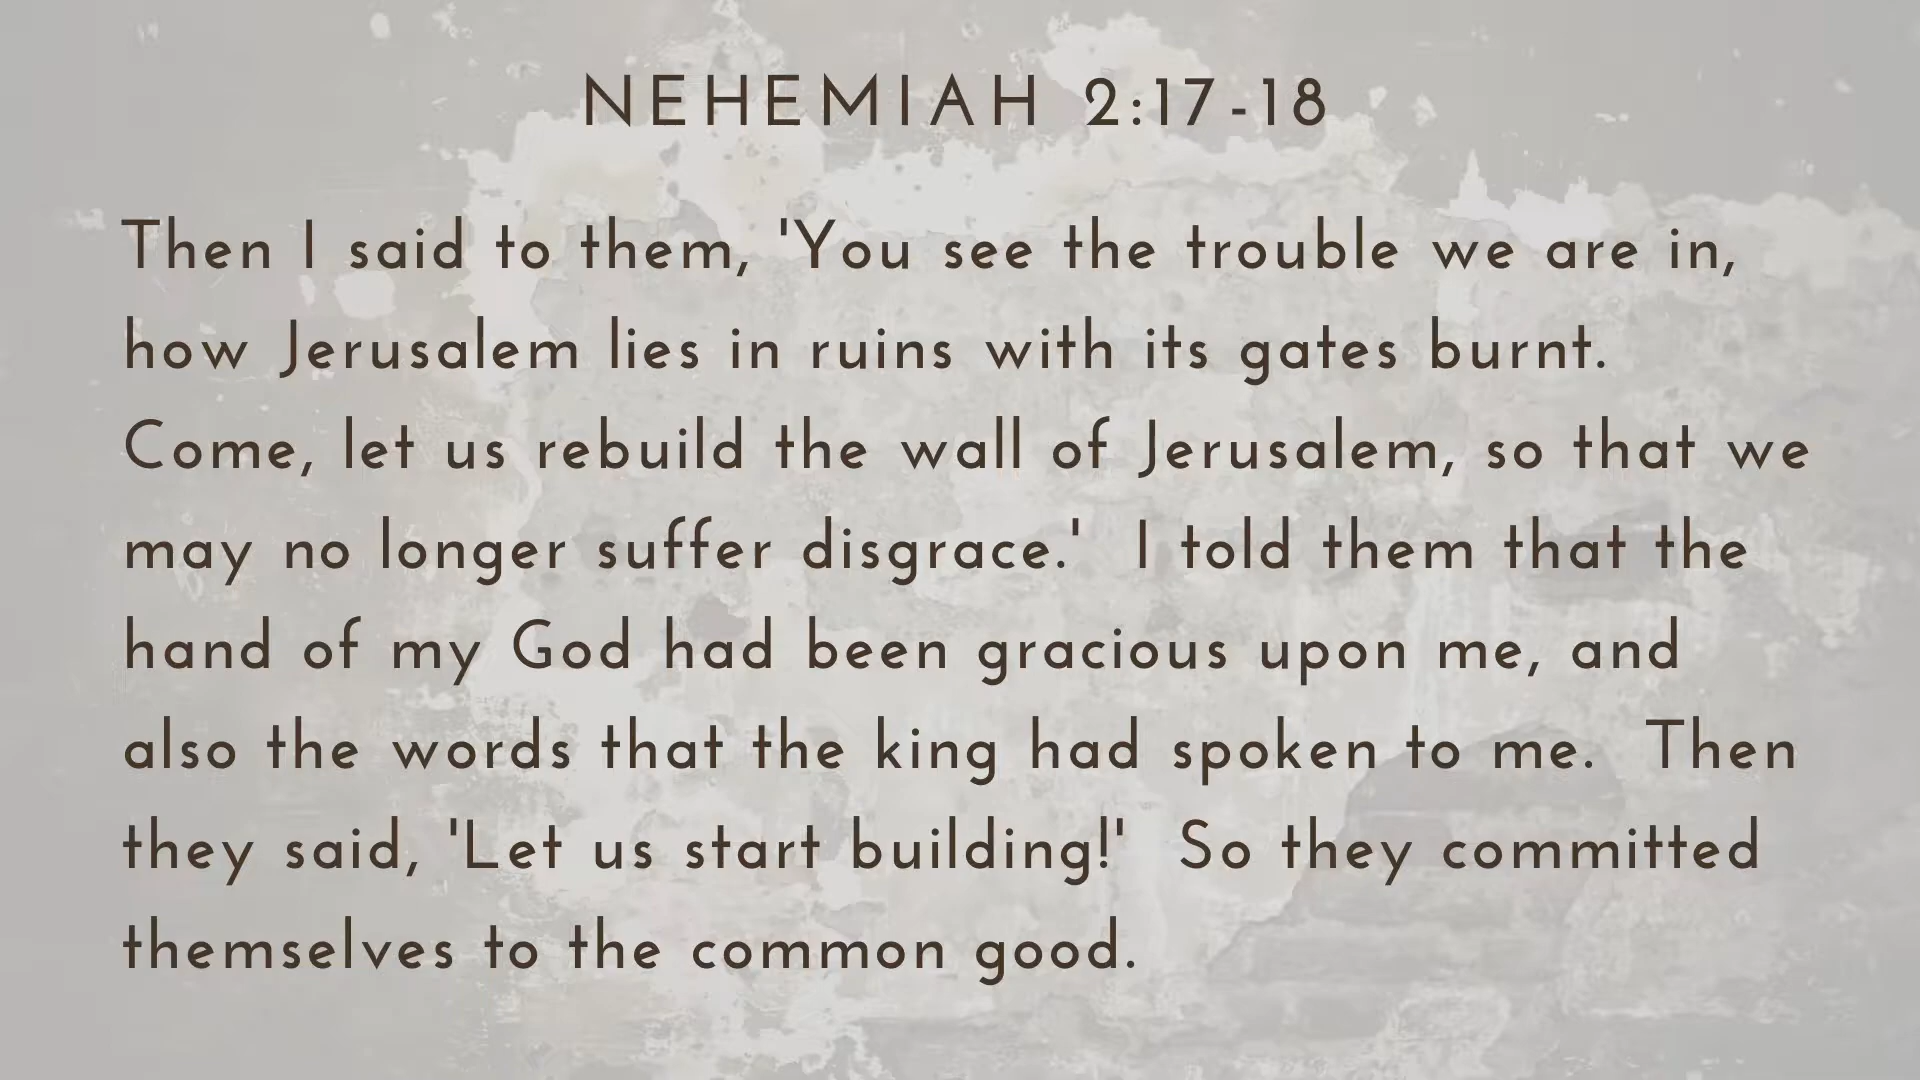 NEHEMIAH 2:17-18
Then I said to them, 'You see the trouble we are in,
how Jerusalem lies in ruins with its gates burnt.
Come, let us rebuild the wall of Jerusalem, so that we
may no longer suffer disgrace.'  I told them that the
hand of my God had been gracious upon me, and
also the words that the king had spoken to me.  Then
they said, 'Let us start building!'  So they committed
themselves to the common good.